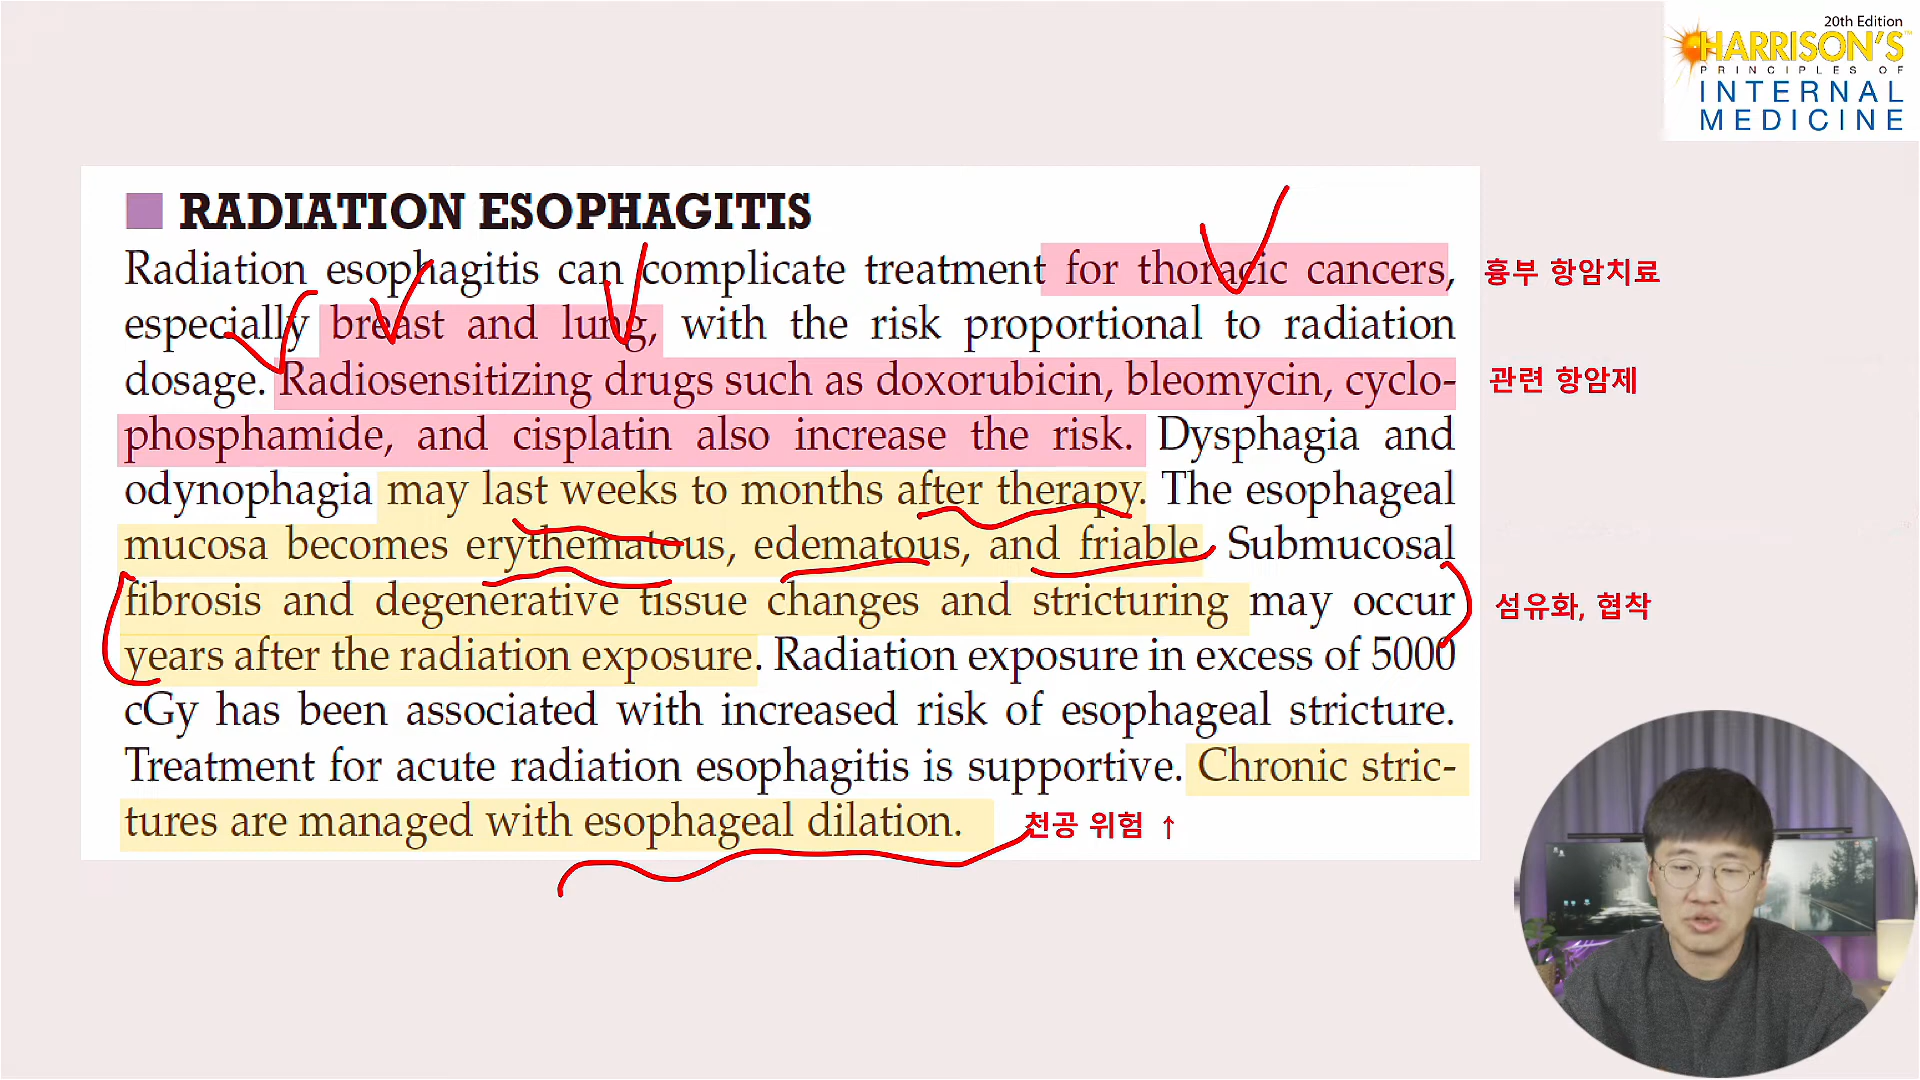 20th Edition
HARRISON'S™
PRINCIPLES OF
INTERNAL
MEDICINE
RADIATION ESOPHAGITIS
Radiation esophagitis can complicate treatment for thoracic cancers,
흉부 항암치료
especially breast and lung, with the risk proportional to radiation
dosage. Radiosensitizing drugs such as doxorubicin, bleomycin, cyclo-
관련 항암제
phosphamide, and cisplatin also increase the risk. Dysphagia and
odynophagia may last weeks to months after therapy. The esophageal
mucosa becomes erythematous, edematous, and friable. Submucosal
fibrosis and degenerative tissue changes and stricturing may occur
섬유화, 협착
years after the radiation exposure. Radiation exposure in excess of 5000
cGy has been associated with increased risk of esophageal stricture.
Treatment for acute radiation esophagitis is supportive. Chronic stric-
tures are managed with esophageal dilation.
천공 위험 ↑